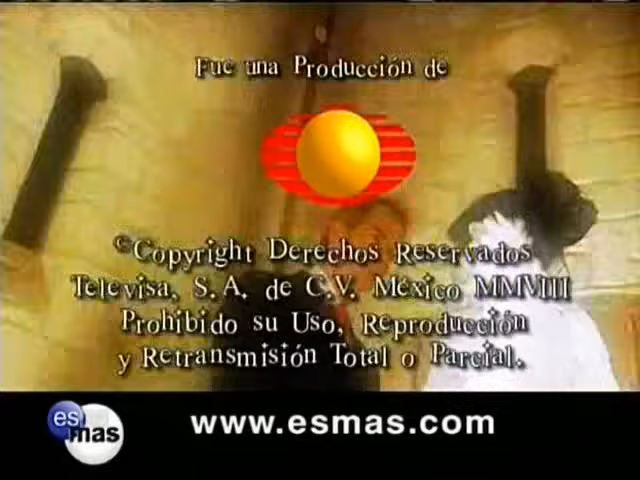 Fue una Producción de
©Copyright Derechos Reservados
Televisa, S.A. de C.V. México MMVIII
Prohibido su Uso, Reproducción
y Retransmisión Total o Parcial.
es
mas
www.esmas.com